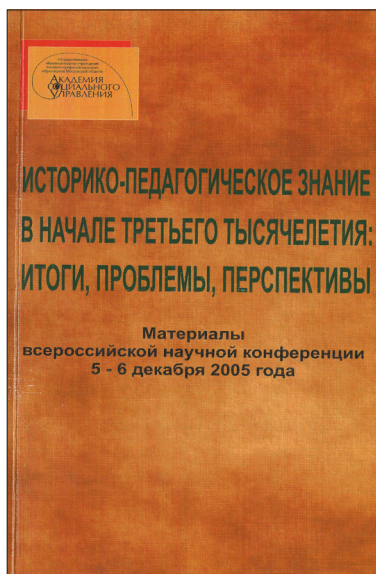 АКАДЕМИЯ
СОЦИАЛЬНОГО
УПРАВЛЕНИЯ
ИСТОРИКО-ПЕДАГОГИЧЕСКОЕ ЗНАНИЕ
В НАЧАЛЕ ТРЕТЬЕГО ТЫСЯЧЕЛЕТИЯ:
ИТОГИ, ПРОБЛЕМЫ, ПЕРСПЕКТИВЫ
Материалы
всероссийской научной конференции
5 - 6 декабря 2005 года